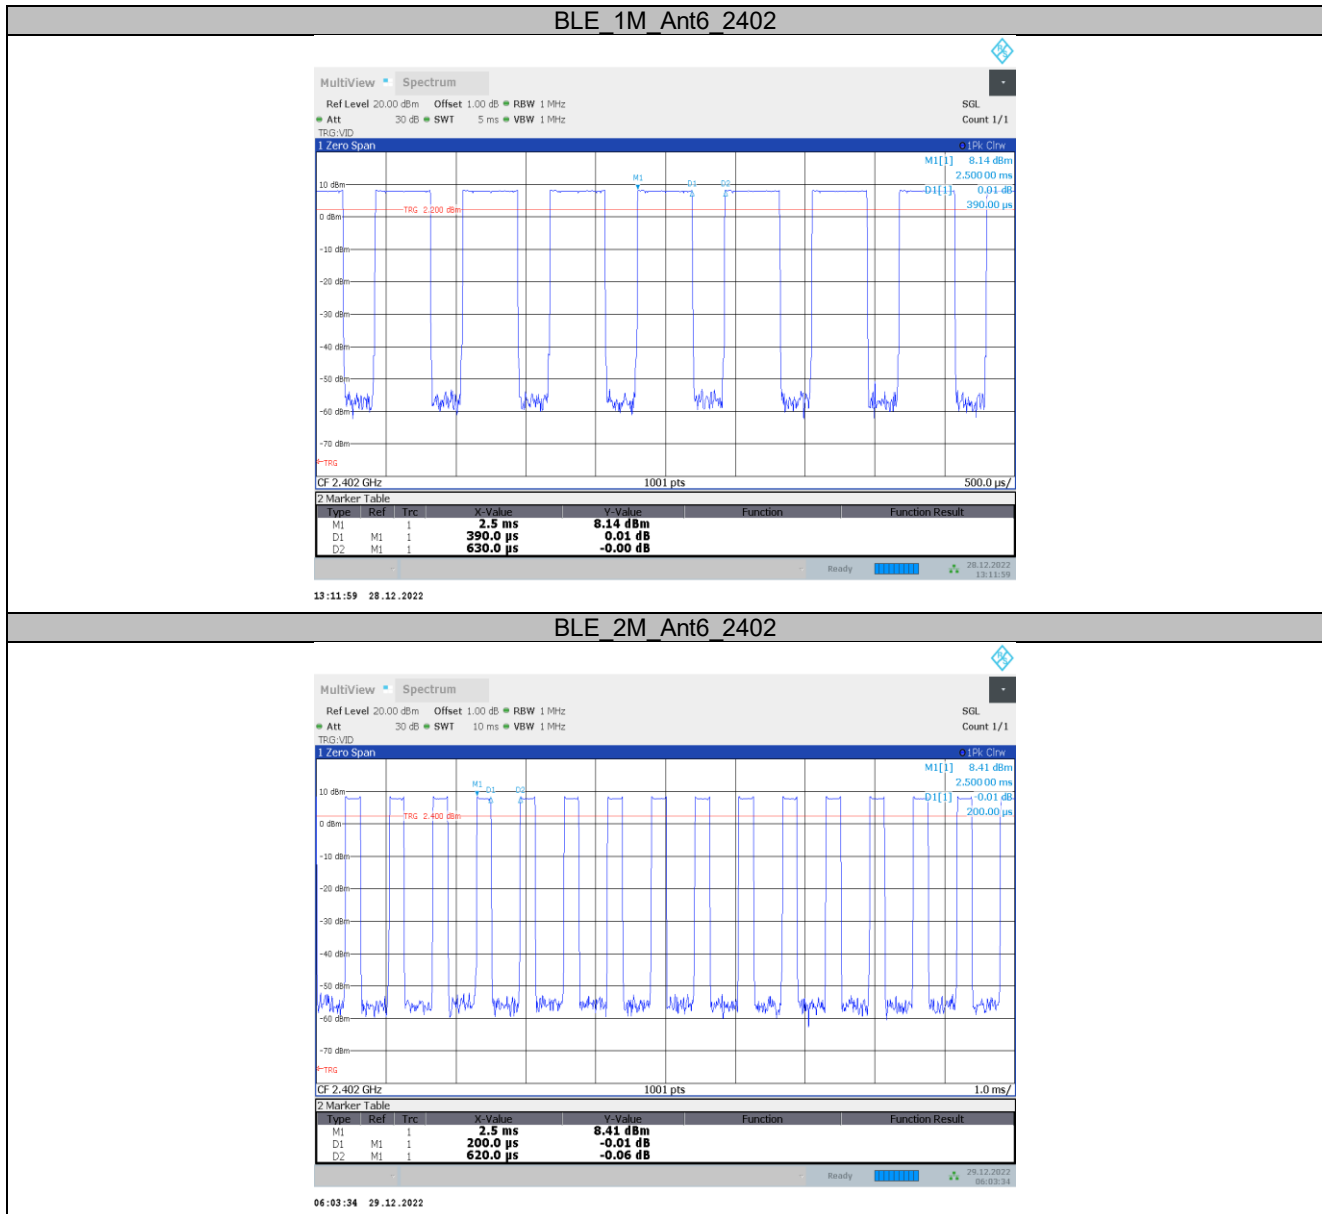 BLE_1M_Ant6_2402
MultiView Spectrum
Ref Level 20.00 dBm Offset 1.00 dB RBW 1 MHz SGL
Att 30 dB SWT 5 ms VBW 1 MHz Count 1/1
TRG:VID
1 Zero Span 1Pk Clrw
M1[1] 8.14 dBm
2.50000 ms
D1[1] 0.01 dB
390.00 µs
M1 D1 D2
10 dBm
TRG 2.200 dBm
0 dBm
-10 dBm
-20 dBm
-30 dBm
-40 dBm
-50 dBm
-60 dBm
-70 dBm
TRG
CF 2.402 GHz 1001 pts 500.0 µs/
2 Marker Table
Type Ref Trc X-Value Y-Value Function Function Result
M1 1 2.5 ms 8.14 dBm
D1 M1 1 390.0 µs 0.01 dB
D2 M1 1 630.0 µs -0.00 dB
Ready 28.12.2022
13:11:59
13:11:59 28.12.2022
BLE_2M_Ant6_2402
MultiView Spectrum
Ref Level 20.00 dBm Offset 1.00 dB RBW 1 MHz SGL
Att 30 dB SWT 10 ms VBW 1 MHz Count 1/1
TRG:VID
1 Zero Span 1Pk Clrw
M1[1] 8.41 dBm
2.50000 ms
D1[1] -0.01 dB
200.00 µs
M1 D1 D2
10 dBm
TRG 2.400 dBm
0 dBm
-10 dBm
-20 dBm
-30 dBm
-40 dBm
-50 dBm
-60 dBm
-70 dBm
TRG
CF 2.402 GHz 1001 pts 1.0 ms/
2 Marker Table
Type Ref Trc X-Value Y-Value Function Function Result
M1 1 2.5 ms 8.41 dBm
D1 M1 1 200.0 µs -0.01 dB
D2 M1 1 620.0 µs -0.06 dB
Ready 29.12.2022
06:03:34
06:03:34 29.12.2022